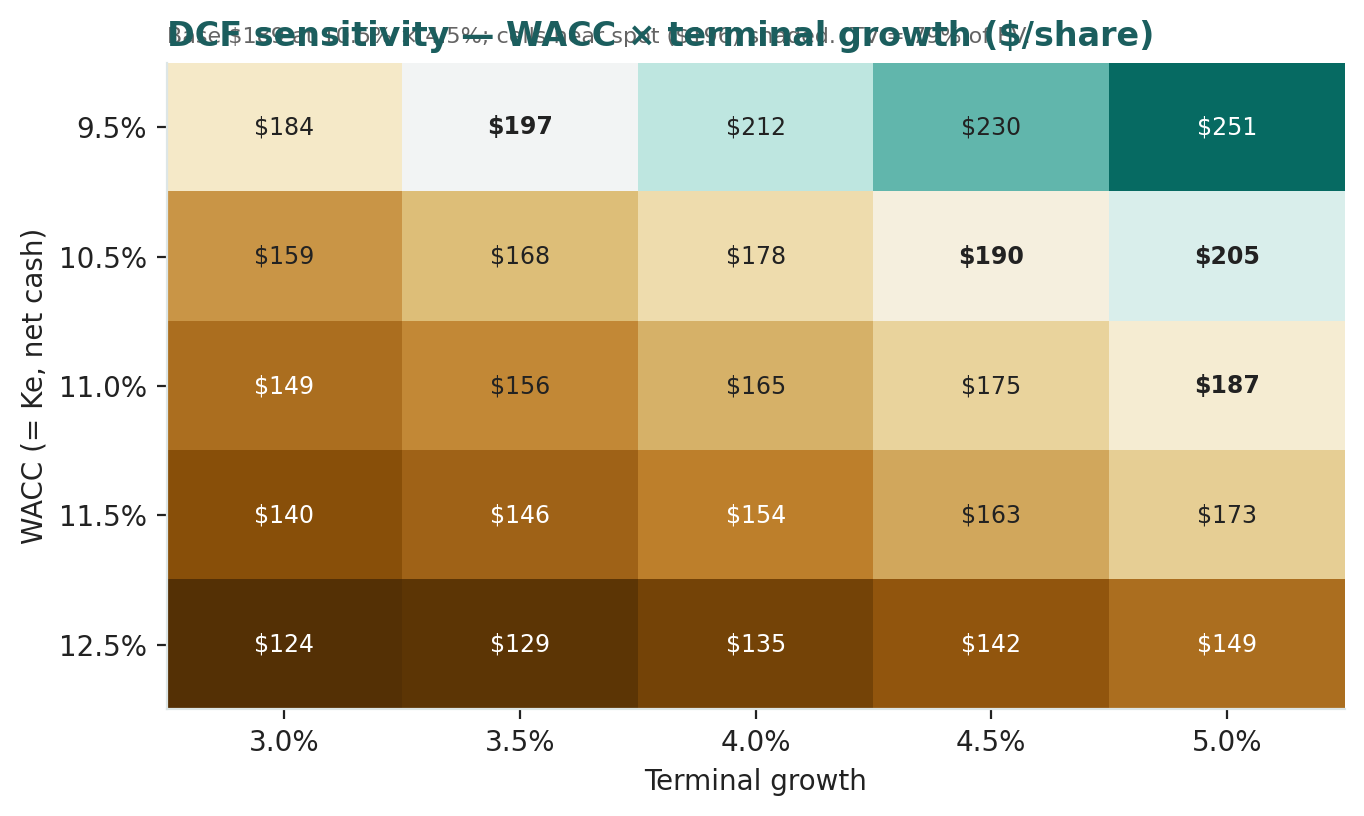 DCF sensitivity — WACC × terminal growth ($/share)
9.5% $184 $197 $212 $230 $251
10.5% $159 $168 $178 $190 $205
11.0% $149 $156 $165 $175 $187
11.5% $140 $146 $154 $163 $173
12.5% $124 $129 $135 $142 $149
WACC (= Ke, net cash)
3.0% 3.5% 4.0% 4.5% 5.0%
Terminal growth